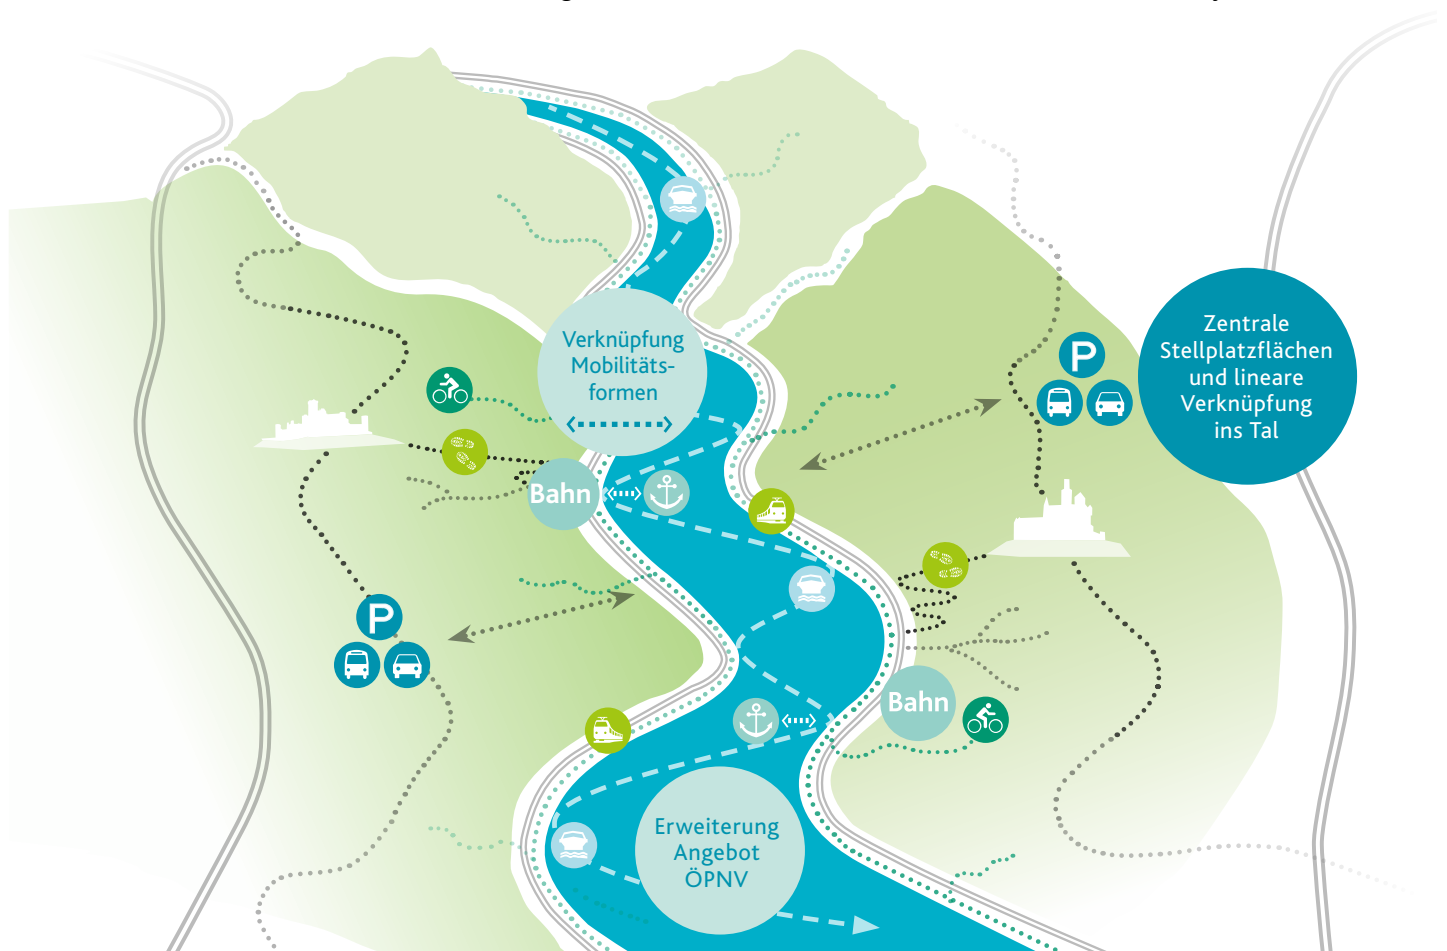 Verknüpfung
Mobilitäts-
formen
Zentrale
Stellplatzflächen
und lineare
Verknüpfung
ins Tal
P
Bahn
P
Bahn
Erweiterung
Angebot
ÖPNV